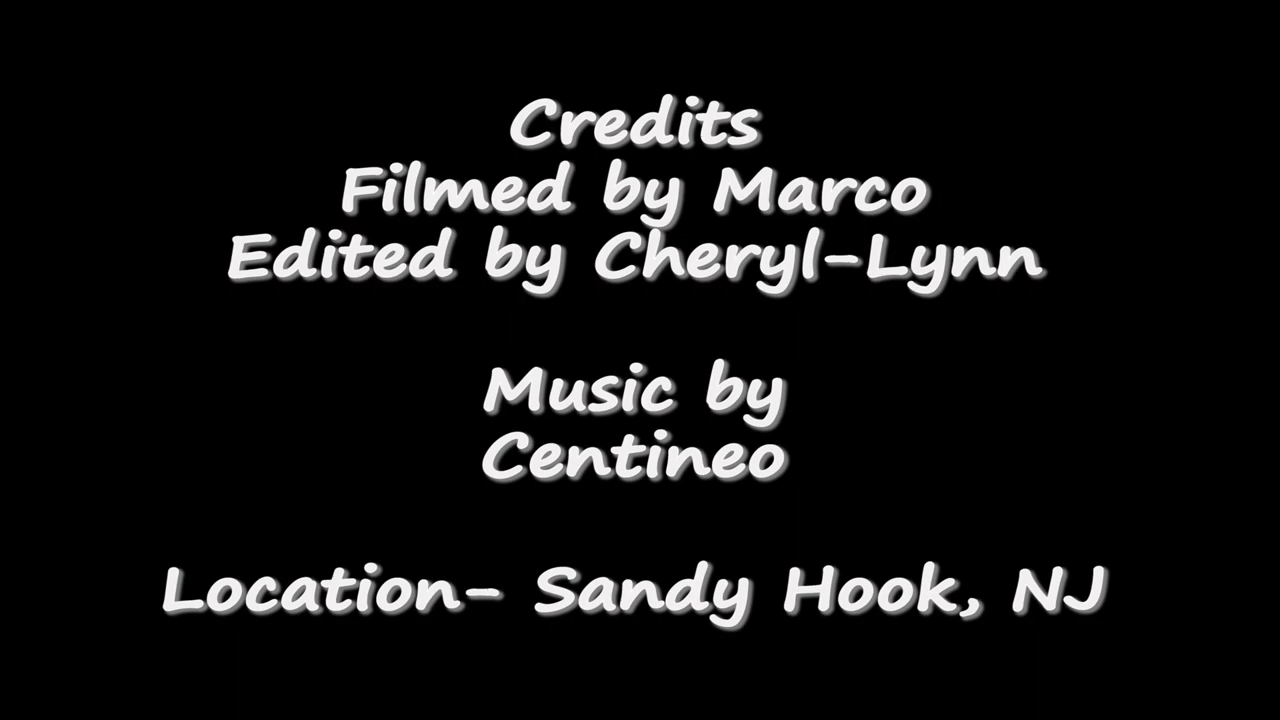 Credits
Filmed by Marco
Edited by Cheryl-Lynn
Music by
Centineo
Location- Sandy Hook, NJ